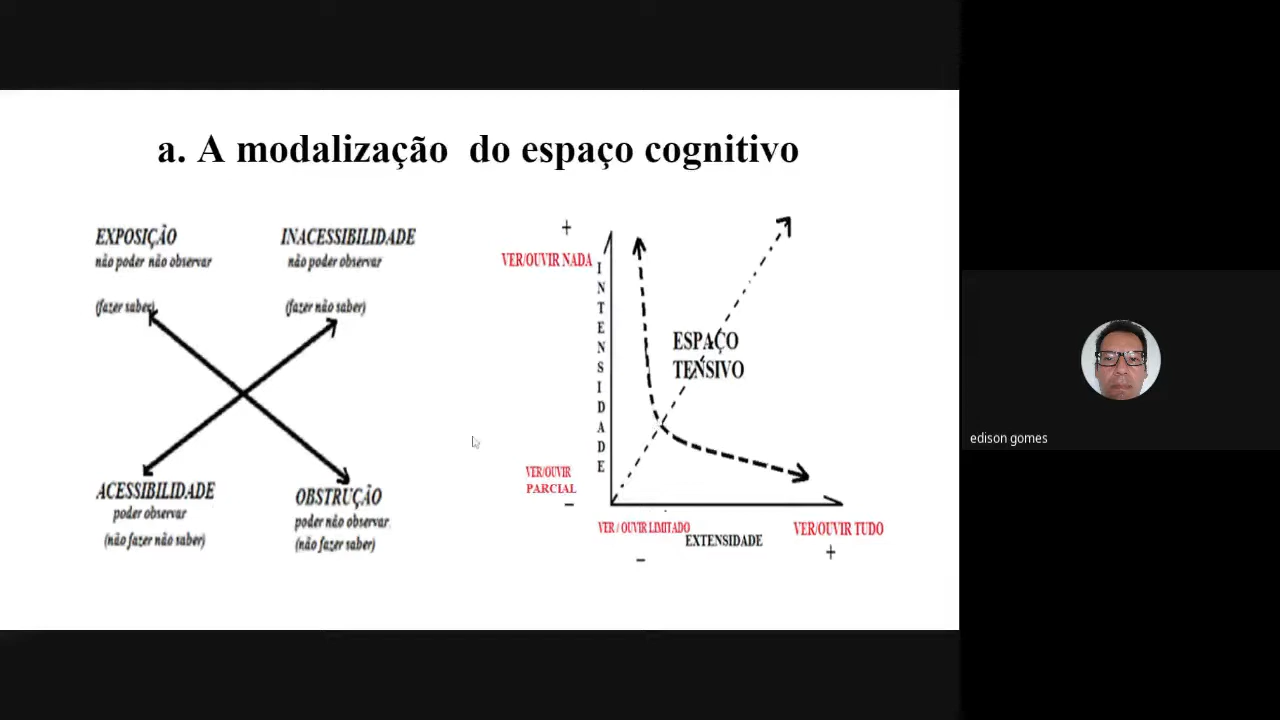 a. A modalização do espaço cognitivo
EXPOSIÇÃO
não poder não observar
(fazer saber)
INACESSIBILIDADE
não poder observar
(fazer não saber)
ACESSIBILIDADE
poder observar
(não fazer não saber)
OBSTRUÇÃO
poder não observar
(não fazer saber)
+
VER/OUVIR NADA
INTENSIDADE
ESPAÇO
TENSIVO
VER/OUVIR
PARCIAL
–
VER / OUVIR LIMITADO
EXTENSIDADE
VER/OUVIR TUDO
–
+
edison gomes